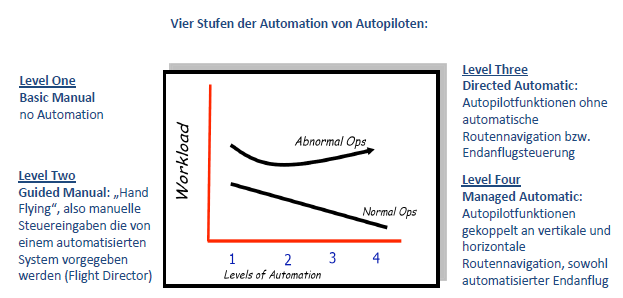 Vier Stufen der Automation von Autopiloten:
Level One
Basic Manual
no Automation
Level Two
Guided Manual: „Hand
Flying“, also manuelle
Steuereingaben die von
einem automatisierten
System vorgegeben
werden (Flight Director)
Workload
Abnormal Ops
Normal Ops
1 2 3 4
Levels of Automation
Level Three
Directed Automatic:
Autopilotfunktionen ohne
automatische
Routennavigation bzw.
Endanflugsteuerung
Level Four
Managed Automatic:
Autopilotfunktionen
gekoppelt an vertikale und
horizontale
Routennavigation, sowohl
automatisierter Endanflug